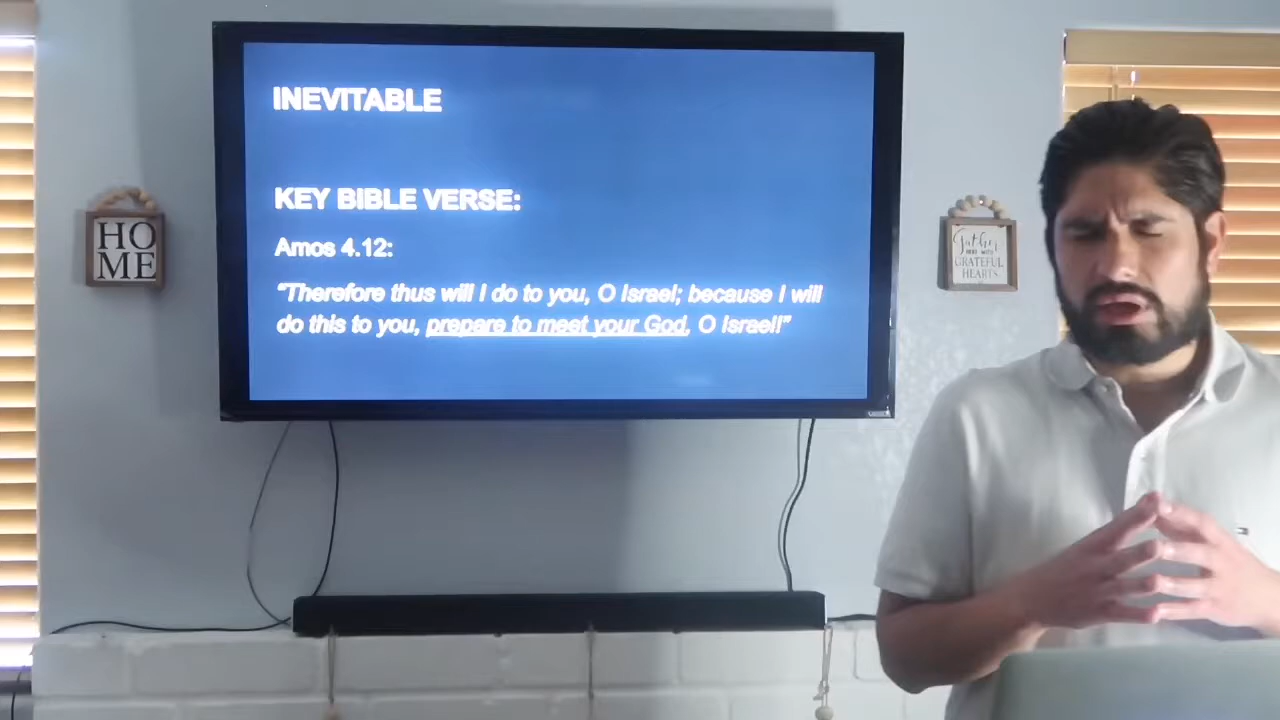 INEVITABLE
KEY BIBLE VERSE:
Amos 4.12:
“Therefore thus will I do to you, O Israel; because I will
do this to you, prepare to meet your God, O Israel!”
HO
ME
Gather
GRATEFUL
HEARTS